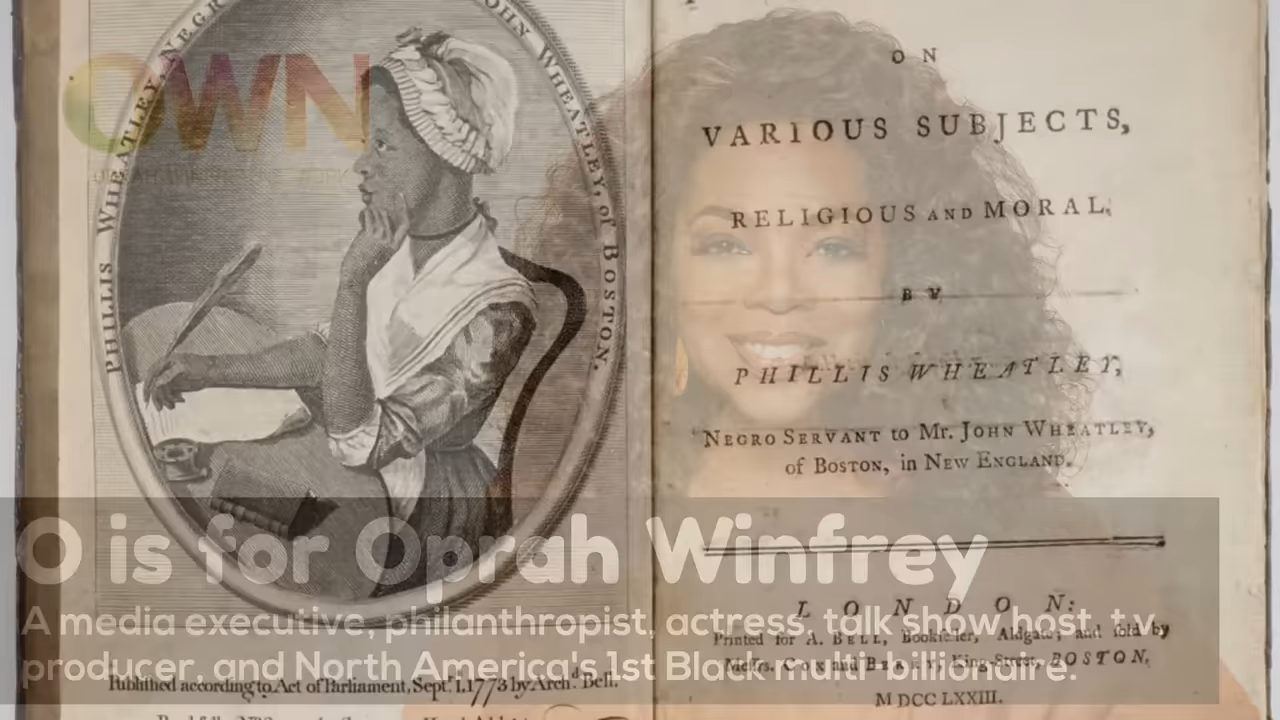 OWN
PHILLIS WHEATLEY, NEGR
OHN WHEATLEY, of BOSTON.
Published according to Act of Parliament, Sept. 1, 1773 by Arch. Bell.
ON
VARIOUS SUBJECTS,
RELIGIOUS AND MORAL.
BY
PHILLIS WHEATLEY,
NEGRO SERVANT to Mr. JOHN WHEATLEY,
of BOSTON, in NEW ENGLAND.
LONDON:
Printed for A. BELL, Bookseller, Aldgate; and sold by
Messrs. COX and BERRY, King-Street, BOSTON.
MDCCLXXIII.
O is for Oprah Winfrey
A media executive, philanthropist, actress, talk show host, t.v.
producer, and North America's 1st Black multi-billionaire.